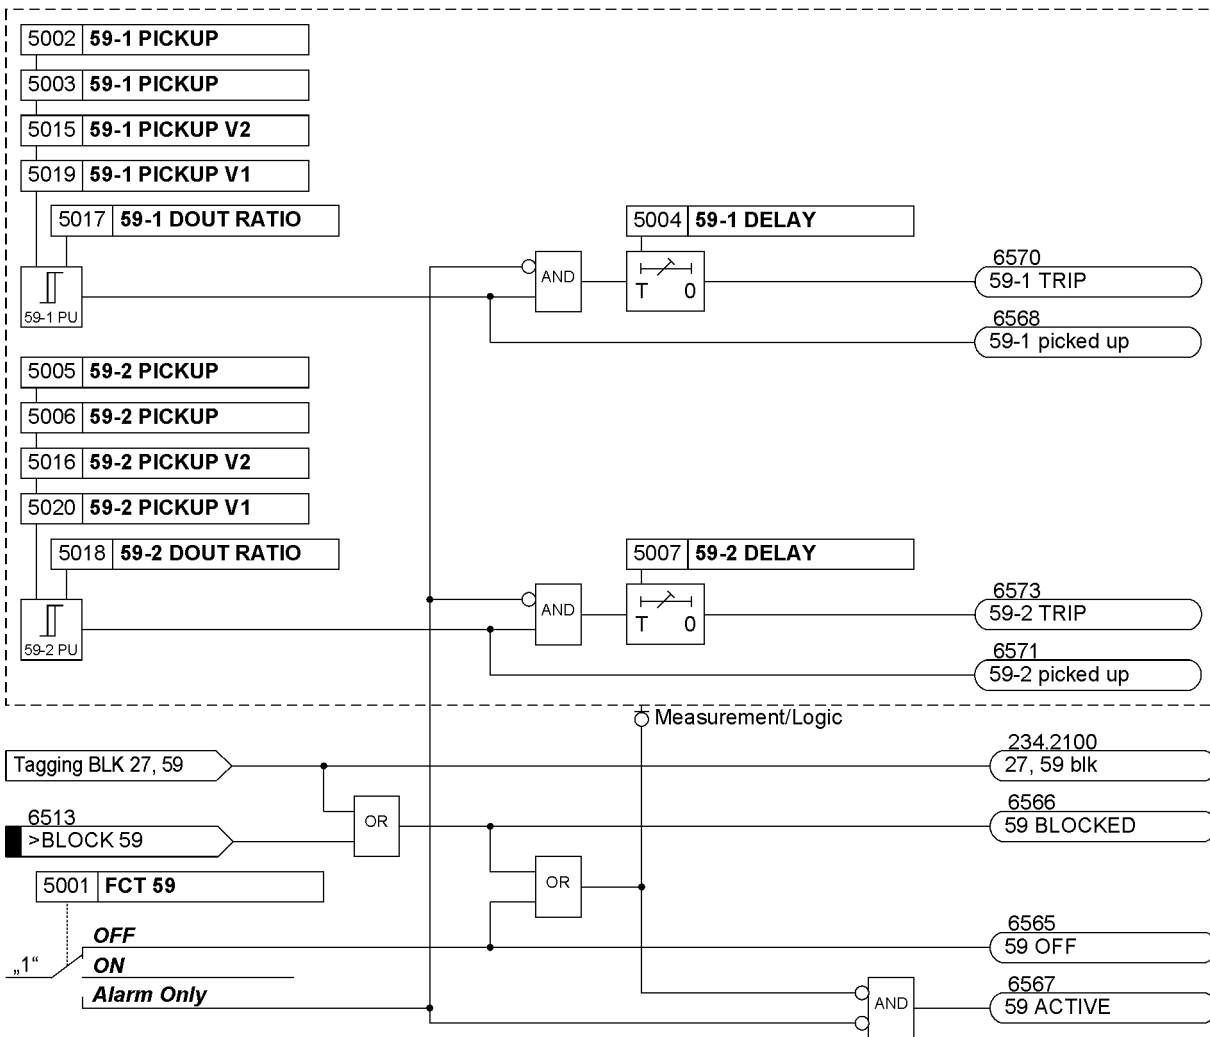 5002 59-1 PICKUP
5003 59-1 PICKUP
5015 59-1 PICKUP V2
5019 59-1 PICKUP V1
5017 59-1 DOUT RATIO
5004 59-1 DELAY
59-1 PU
AND
T 0
6570
59-1 TRIP
6568
59-1 picked up
5005 59-2 PICKUP
5006 59-2 PICKUP
5016 59-2 PICKUP V2
5020 59-2 PICKUP V1
5018 59-2 DOUT RATIO
5007 59-2 DELAY
59-2 PU
AND
T 0
6573
59-2 TRIP
6571
59-2 picked up
Measurement/Logic
Tagging BLK 27, 59
234.2100
27, 59 blk
6513
>BLOCK 59
OR
6566
59 BLOCKED
5001 FCT 59
OR
OFF
6565
59 OFF
„1“
ON
Alarm Only
AND
6567
59 ACTIVE